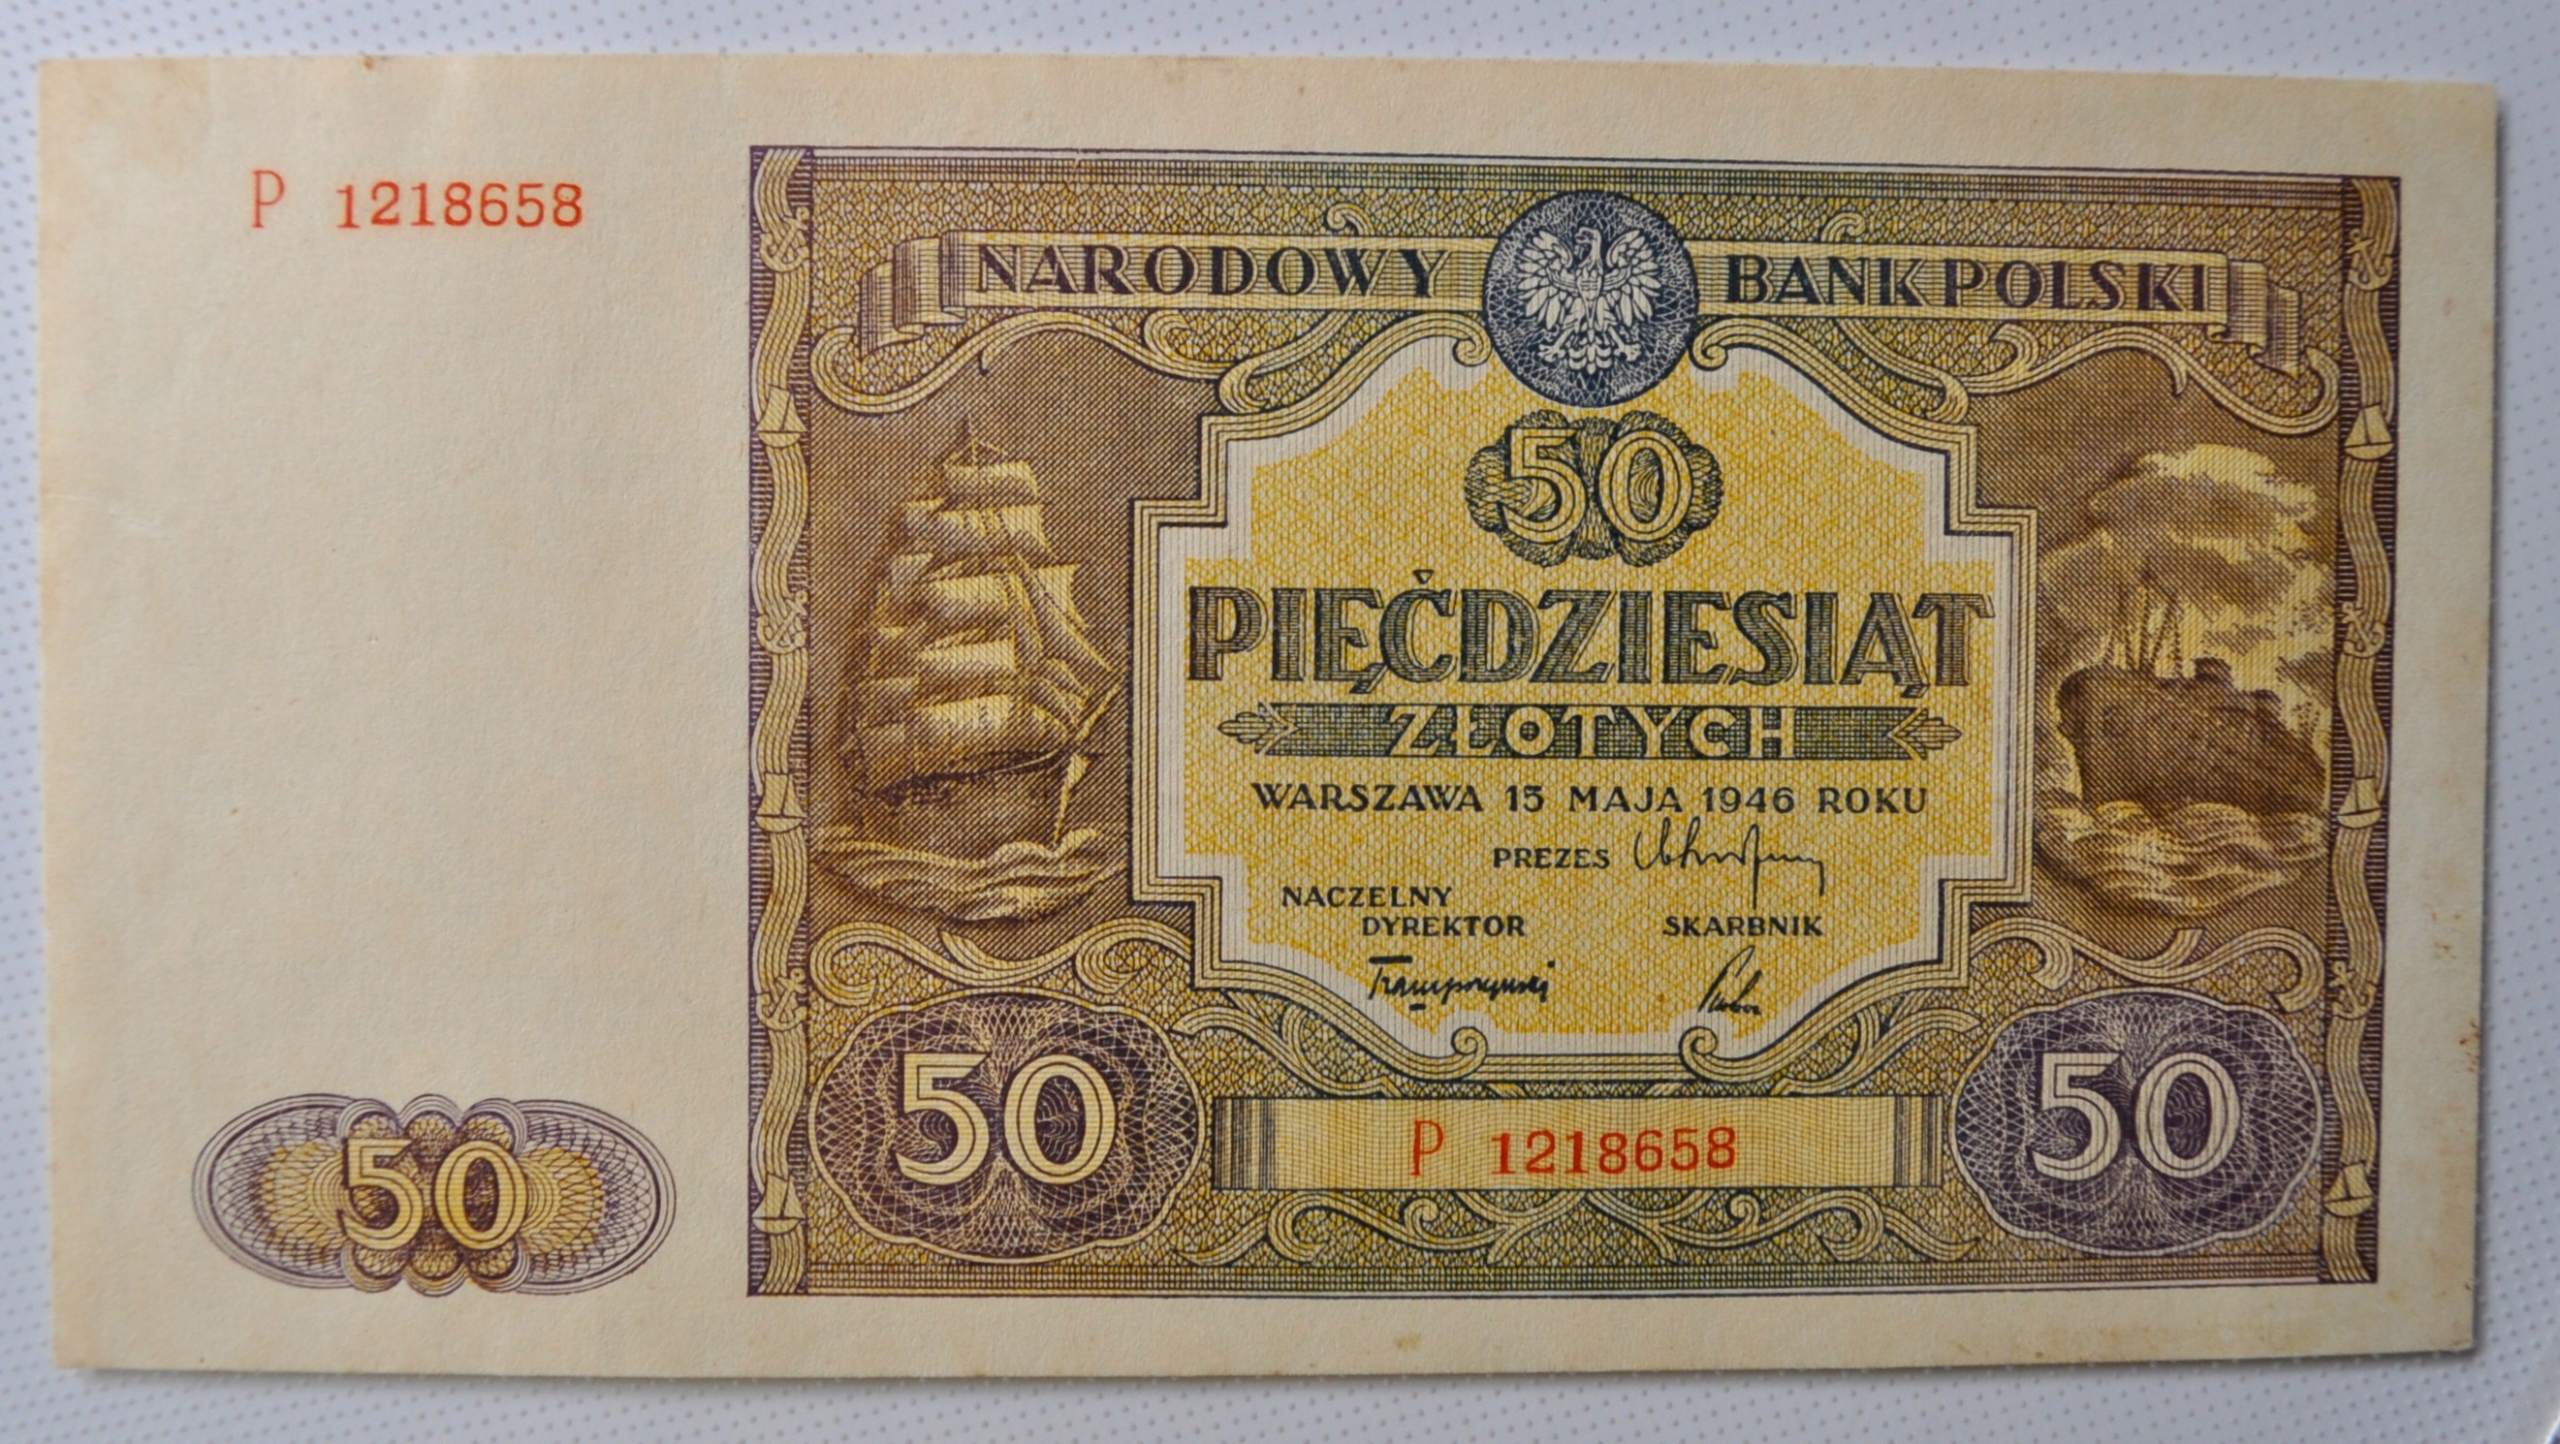 P 1218658
NARODOWY BANK POLSKI
50
PIĘĆDZIESIĄT
ZŁOTYCH
WARSZAWA 15 MAJA 1946 ROKU
PREZES
NACZELNY
DYREKTOR
SKARBNIK
50
50
P 1218658
50